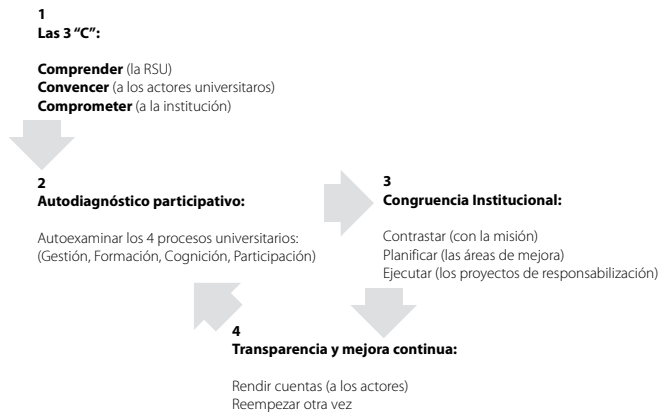 1
Las 3 “C”:
Comprender (la RSU)
Convencer (a los actores universitaros)
Comprometer (a la institución)
2
Autodiagnóstico participativo:
Autoexaminar los 4 procesos universitarios:
(Gestión, Formación, Cognición, Participación)
3
Congruencia Institucional:
Contrastar (con la misión)
Planificar (las áreas de mejora)
Ejecutar (los proyectos de responsabilización)
4
Transparencia y mejora continua:
Rendir cuentas (a los actores)
Reempezar otra vez